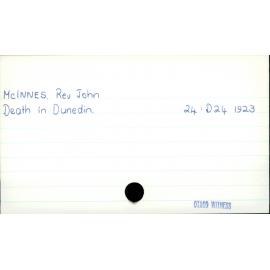 McINNES, Rev John
Death in Dunedin. 24 : D24 1923
OTAGO WITNESS